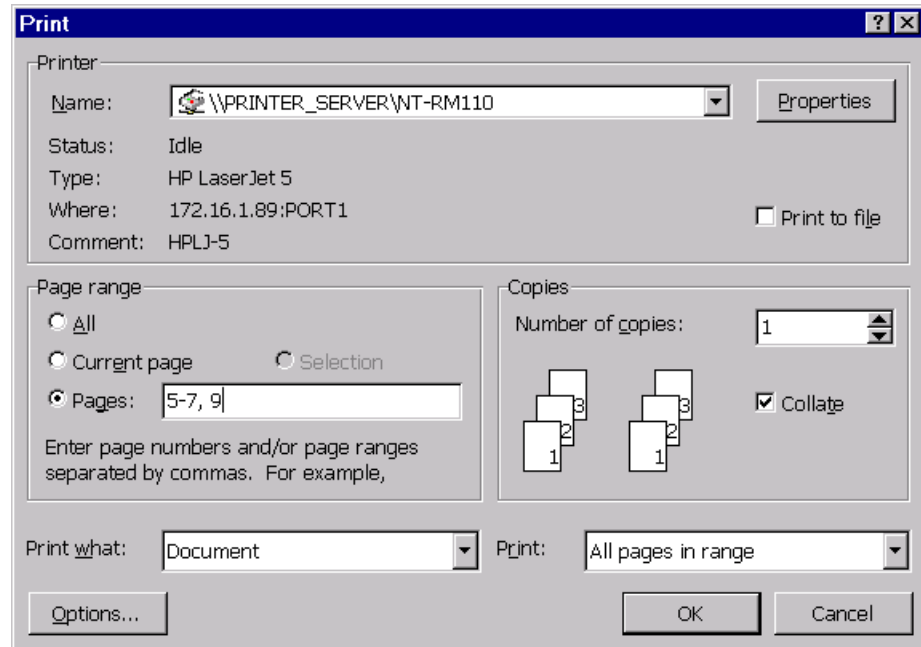 Print
Printer
Name: \\PRINTER_SERVER\NT-RM110 Properties
Status: Idle
Type: HP LaserJet 5
Where: 172.16.1.89:PORT1
Print to file
Comment: HPLJ-5
Page range
All
Current page Selection
Pages: 5-7, 9
Enter page numbers and/or page ranges
separated by commas. For example,
Copies
Number of copies: 1
1 2 3 1 2 3
Collate
Print what: Document Print: All pages in range
Options... OK Cancel